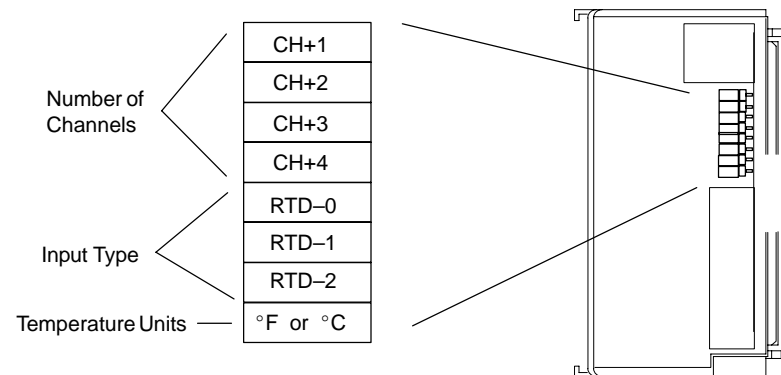 CH+1
CH+2
CH+3
CH+4
RTD–0
RTD–1
RTD–2
°F or °C
Number of
Channels
Input Type
Temperature Units